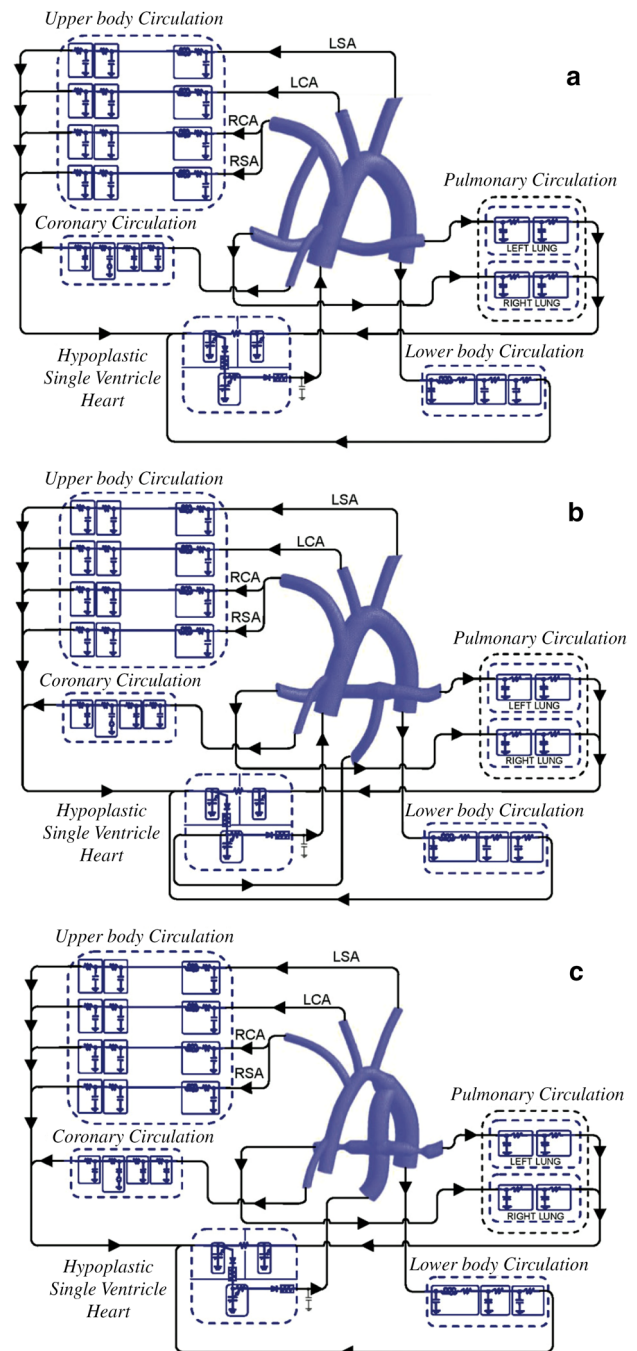 Upper body Circulation
LSA
a
LCA
RCA
Pulmonary Circulation
RSA
Coronary Circulation
LEFT LUNG
RIGHT LUNG
Hypoplastic
Single Ventricle
Heart
Lower body Circulation
Upper body Circulation
LSA
b
LCA
RCA
RSA
Pulmonary Circulation
Coronary Circulation
LEFT LUNG
RIGHT LUNG
Hypoplastic
Single Ventricle
Heart
Lower body Circulation
Upper body Circulation
LSA
c
LCA
RCA
RSA
Pulmonary Circulation
Coronary Circulation
LEFT LUNG
RIGHT LUNG
Hypoplastic
Single Ventricle
Heart
Lower body Circulation